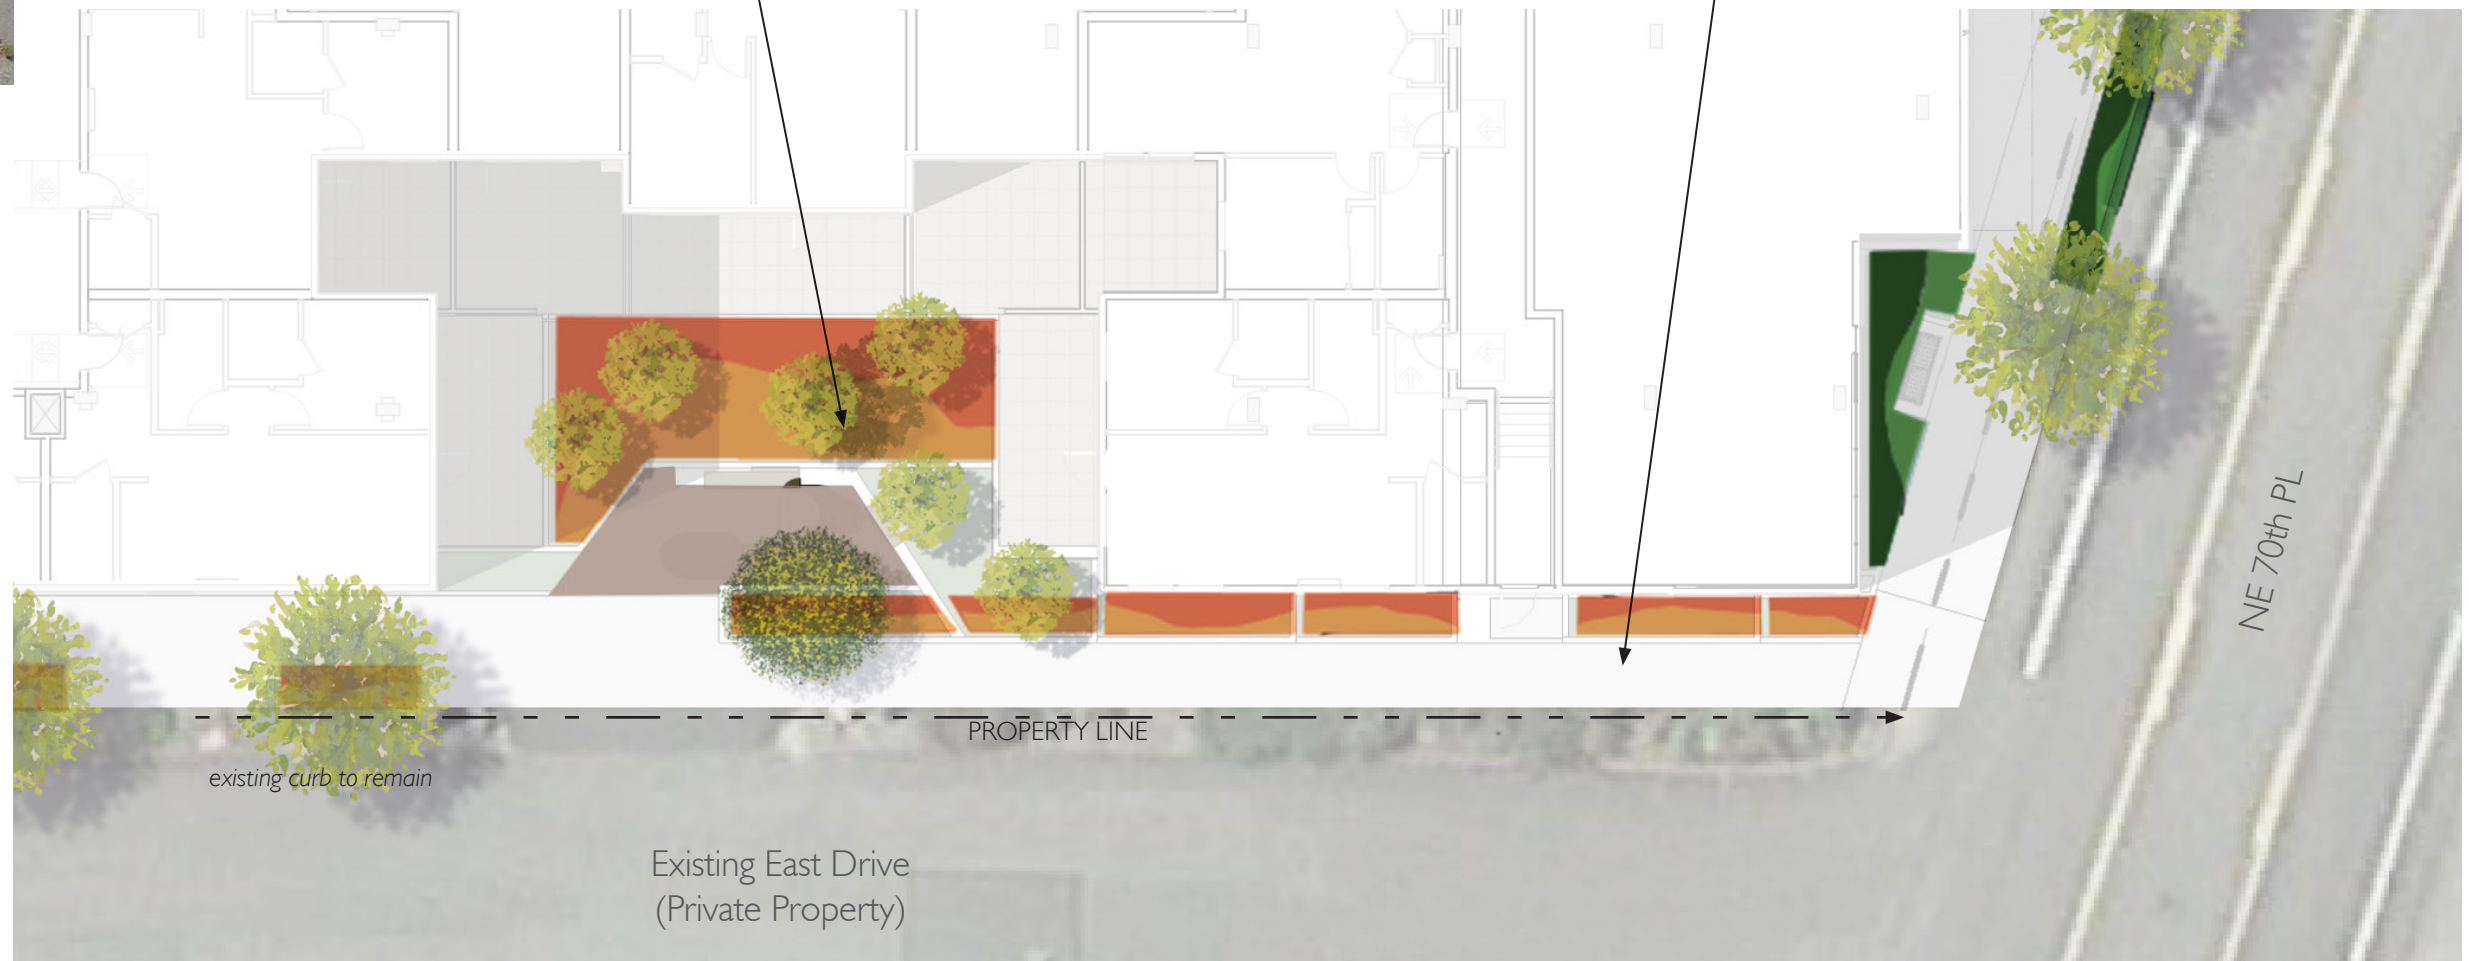 PROPERTY LINE
existing curb to remain
Existing East Drive
(Private Property)
NE 70th PL